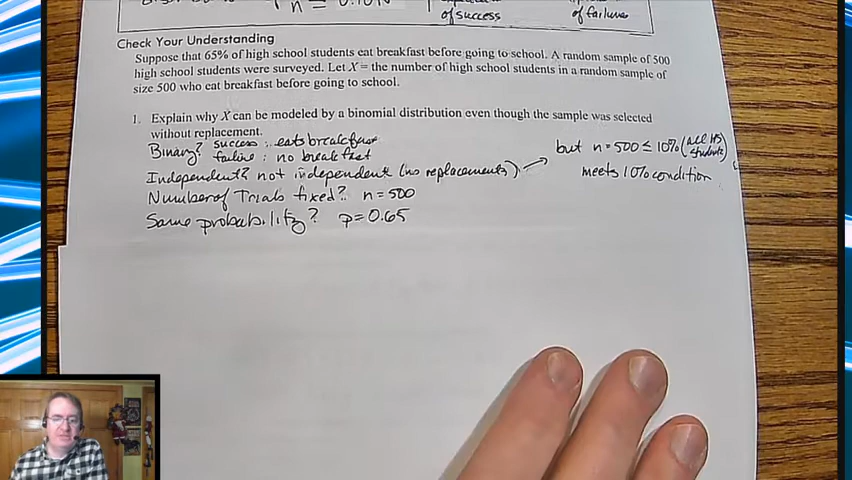 n ≤ 0.10N
of success
of failures
Check Your Understanding
Suppose that 65% of high school students eat breakfast before going to school. A random sample of 500
high school students were surveyed. Let X = the number of high school students in a random sample of
size 500 who eat breakfast before going to school.
1. Explain why X can be modeled by a binomial distribution even though the sample was selected
without replacement.
Binary? success : eats breakfast
failure : no breakfast
Independent? not independent (no replacements) → but n = 500 ≤ 10% (all HS students)
meets 10% condition
Number of Trials fixed? n = 500
Same probability? p = 0.65